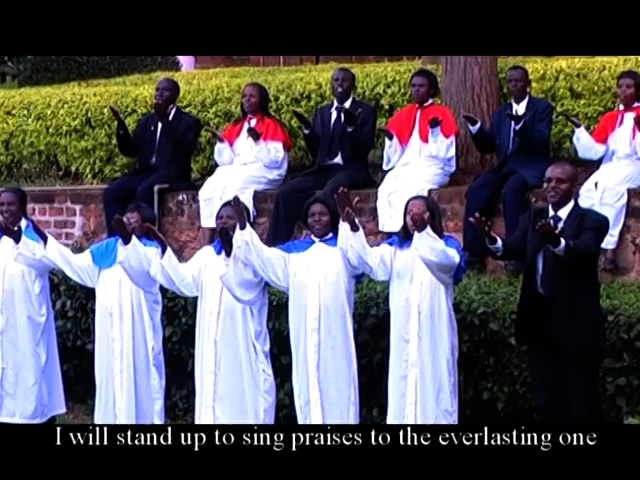 I will stand up to sing praises to the everlasting one